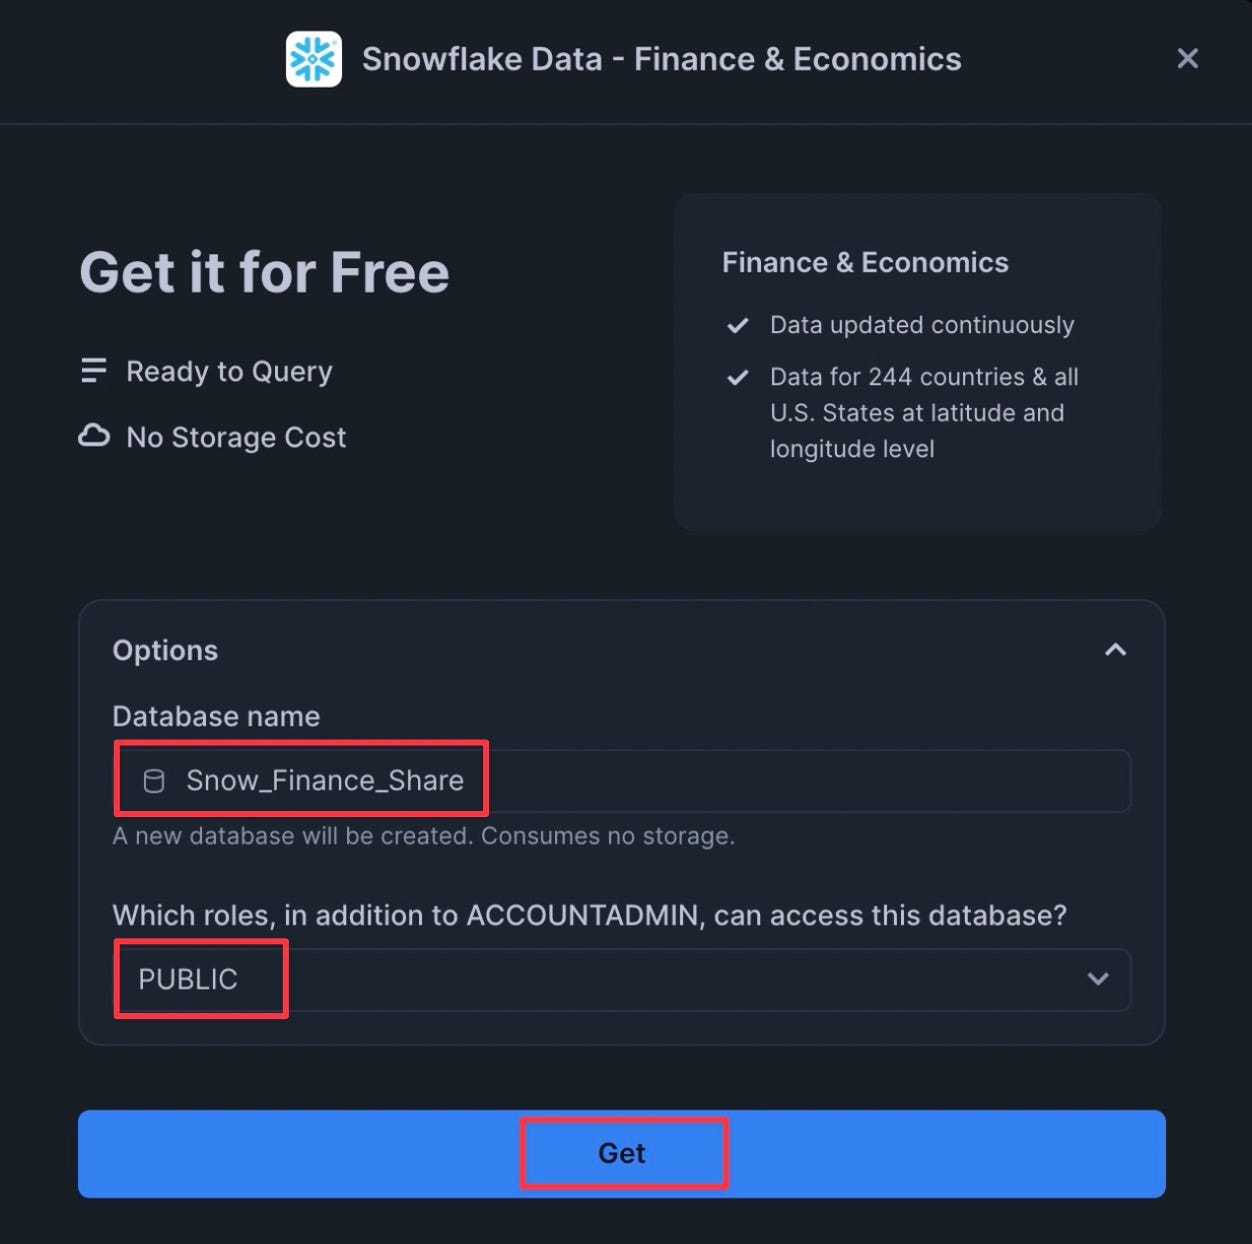 Snowflake Data - Finance & Economics
Get it for Free
Ready to Query
No Storage Cost
Finance & Economics
Data updated continuously
Data for 244 countries & all
U.S. States at latitude and
longitude level
Options
Database name
Snow_Finance_Share
A new database will be created. Consumes no storage.
Which roles, in addition to ACCOUNTADMIN, can access this database?
PUBLIC
Get